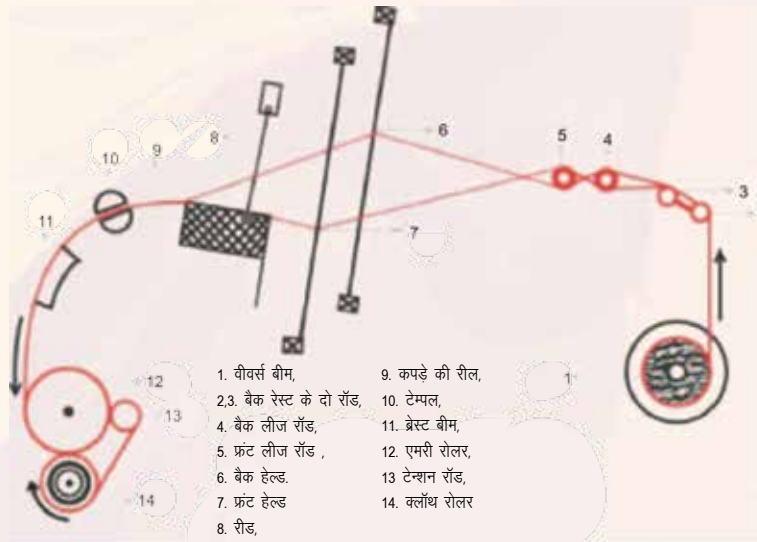 6
5
4
8
9
10
3
11
7
12
1
13
14
1. वीवर्स बीम,
2,3. बैक रेस्ट के दो रॉड,
4. बैक लीज रॉड,
5. फ्रंट लीज रॉड ,
6. बैक हेल्ड.
7. फ्रंट हेल्ड
8. रीड,
9. कपड़े की रील,
10. टेम्पल,
11. ब्रेस्ट बीम,
12. एमरी रोलर,
13 टेन्शन रॉड,
14. क्लॉथ रोलर